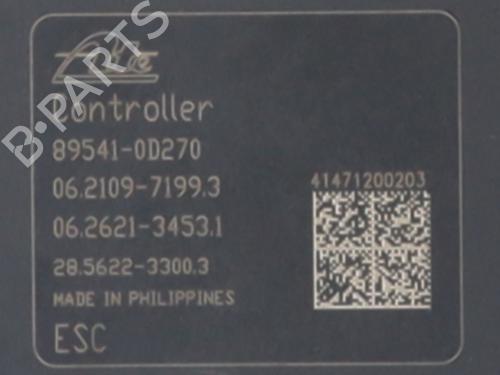 Ate
Controller
89541-0D270
06.2109-7199.3
41471200203
06.2621-3453.1
28.5622-3300.3
MADE IN PHILIPPINES
ESC
B-PARTS